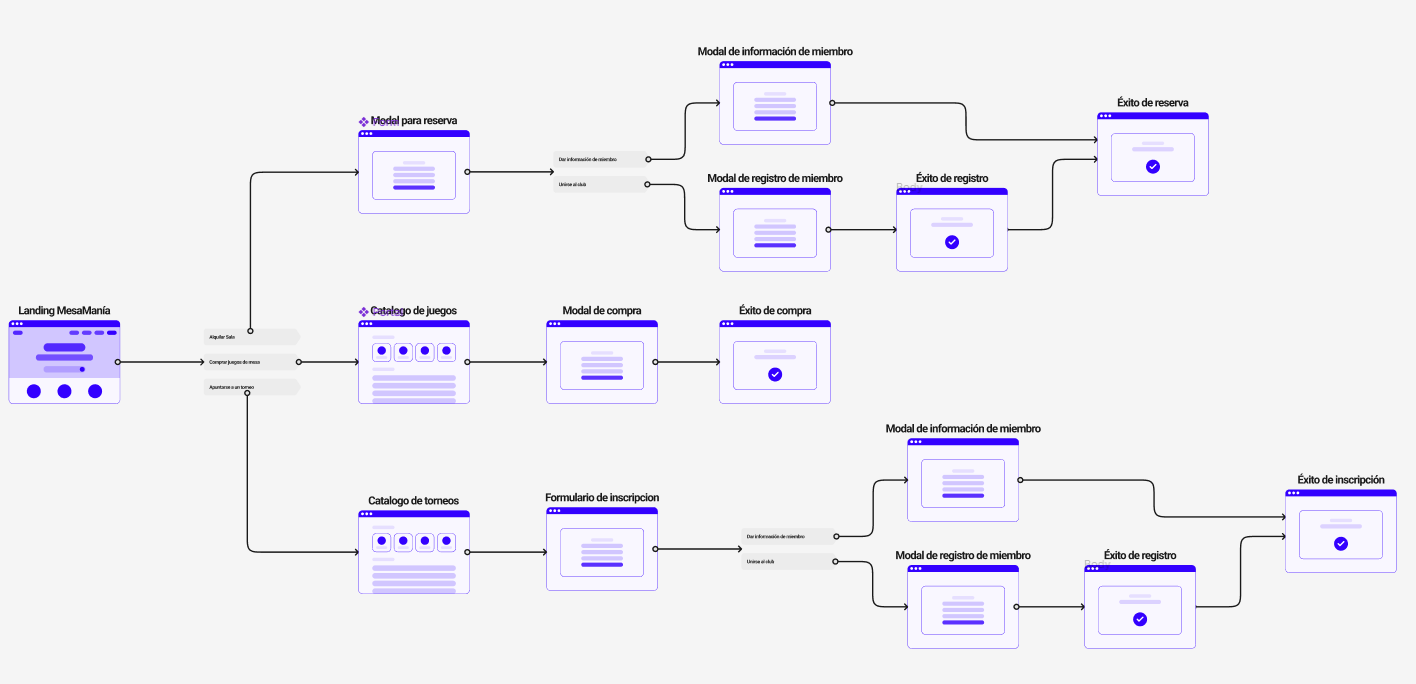 Modal de información de miembro
Éxito de reserva
Modal para reserva
Dar información de miembro
Unirse al club
Modal de registro de miembro
Éxito de registro
Body
Landing MesaManía
Alquilar Sala
Comprar juegos de mesa
Apuntarse a un torneo
Catalogo de juegos
Modal de compra
Éxito de compra
Modal de información de miembro
Éxito de inscripción
Catalogo de torneos
Formulario de inscripcion
Dar información de miembro
Unirse al club
Modal de registro de miembro
Éxito de registro
Body